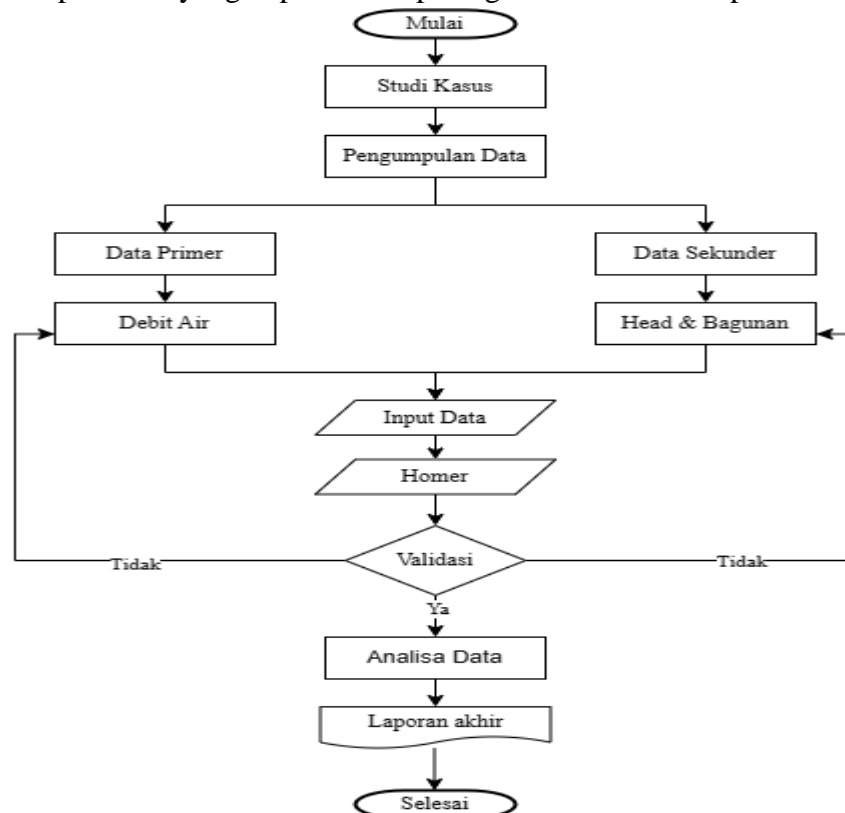 Mulai
Studi Kasus
Pengumpulan Data
Data Primer
Data Sekunder
Debit Air
Head & Bagunan
Input Data
Homer
Validasi
Tidak
Tidak
Ya
Analisa Data
Laporan akhir
Selesai